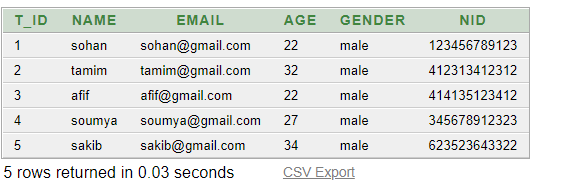 T_ID NAME EMAIL AGE GENDER NID
1 sohan sohan@gmail.com 22 male 123456789123
2 tamim tamim@gmail.com 32 male 412313412312
3 afif afif@gmail.com 22 male 414135123412
4 soumya soumya@gmail.com 27 male 345678912323
5 sakib sakib@gmail.com 34 male 623523643322
5 rows returned in 0.03 seconds CSV Export